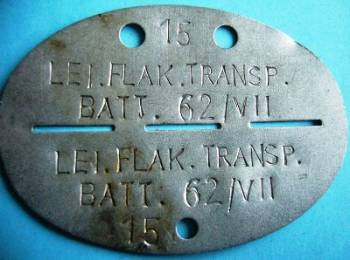 15
LEI.FLAK.TRANSP.
BATT. 62/VII
LEI.FLAK.TRANSP.
BATT. 62/VII
15